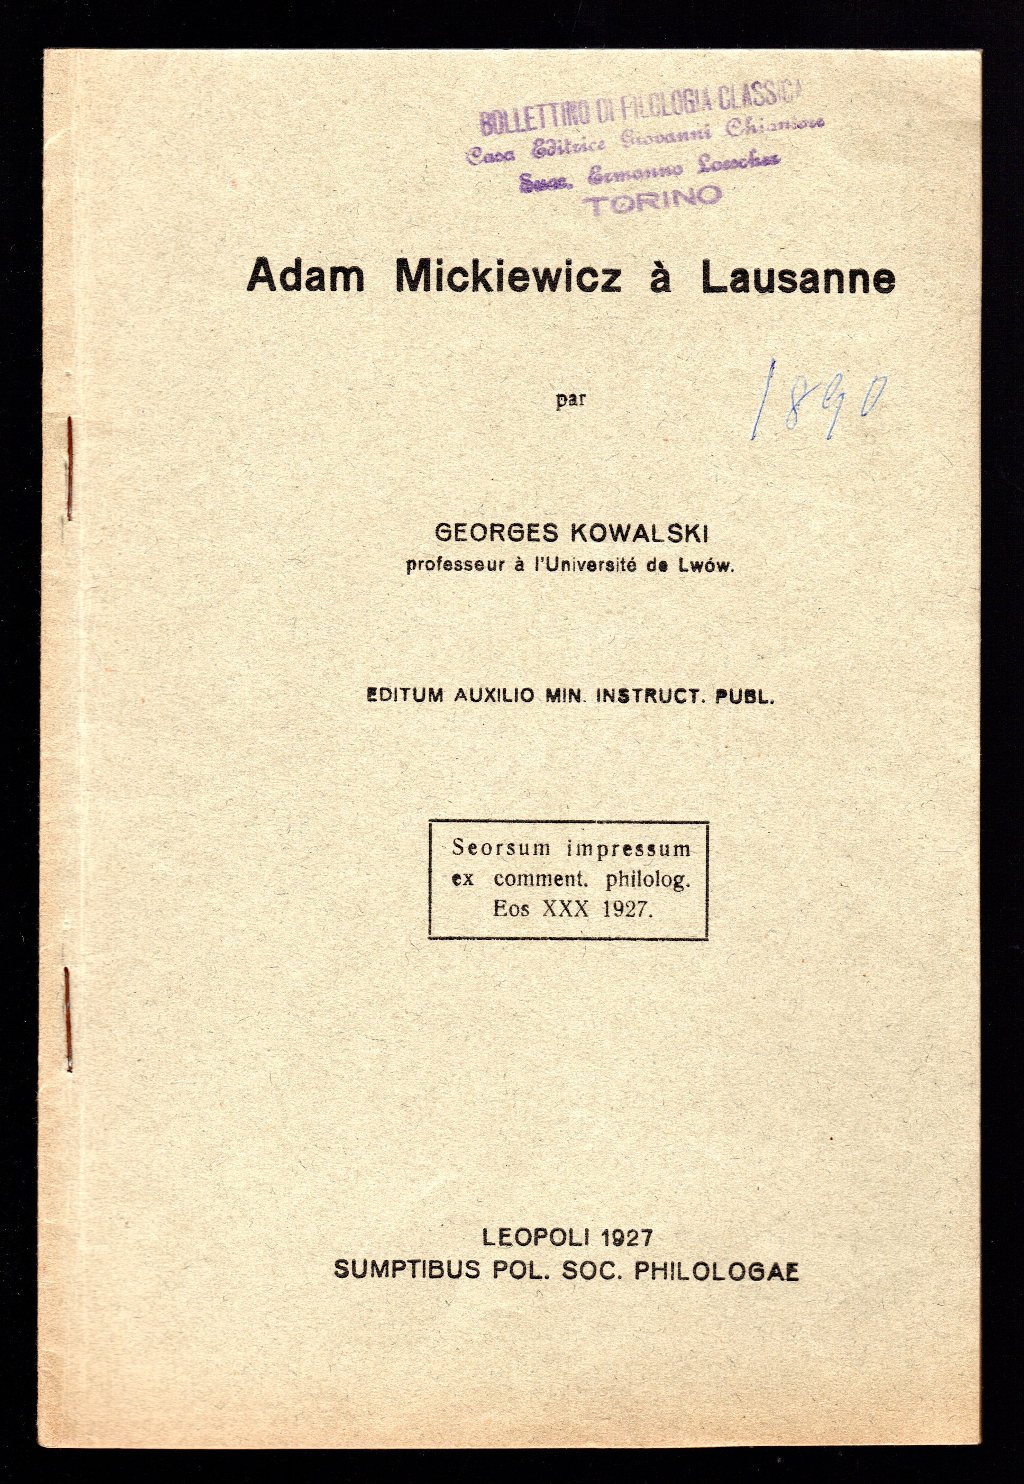 BOLLETTINO DI FILOLOGIA CLASSICA
Casa Editrice Giovanni Chiantore
Succ. Ermanno Loescher
TORINO
Adam Mickiewicz à Lausanne
par
1890
GEORGES KOWALSKI
professeur à l'Université de Lwów.
EDITUM AUXILIO MIN. INSTRUCT. PUBL.
Seorsum impressum
ex comment. philolog.
Eos XXX 1927.
LEOPOLI 1927
SUMPTIBUS POL. SOC. PHILOLOGAE